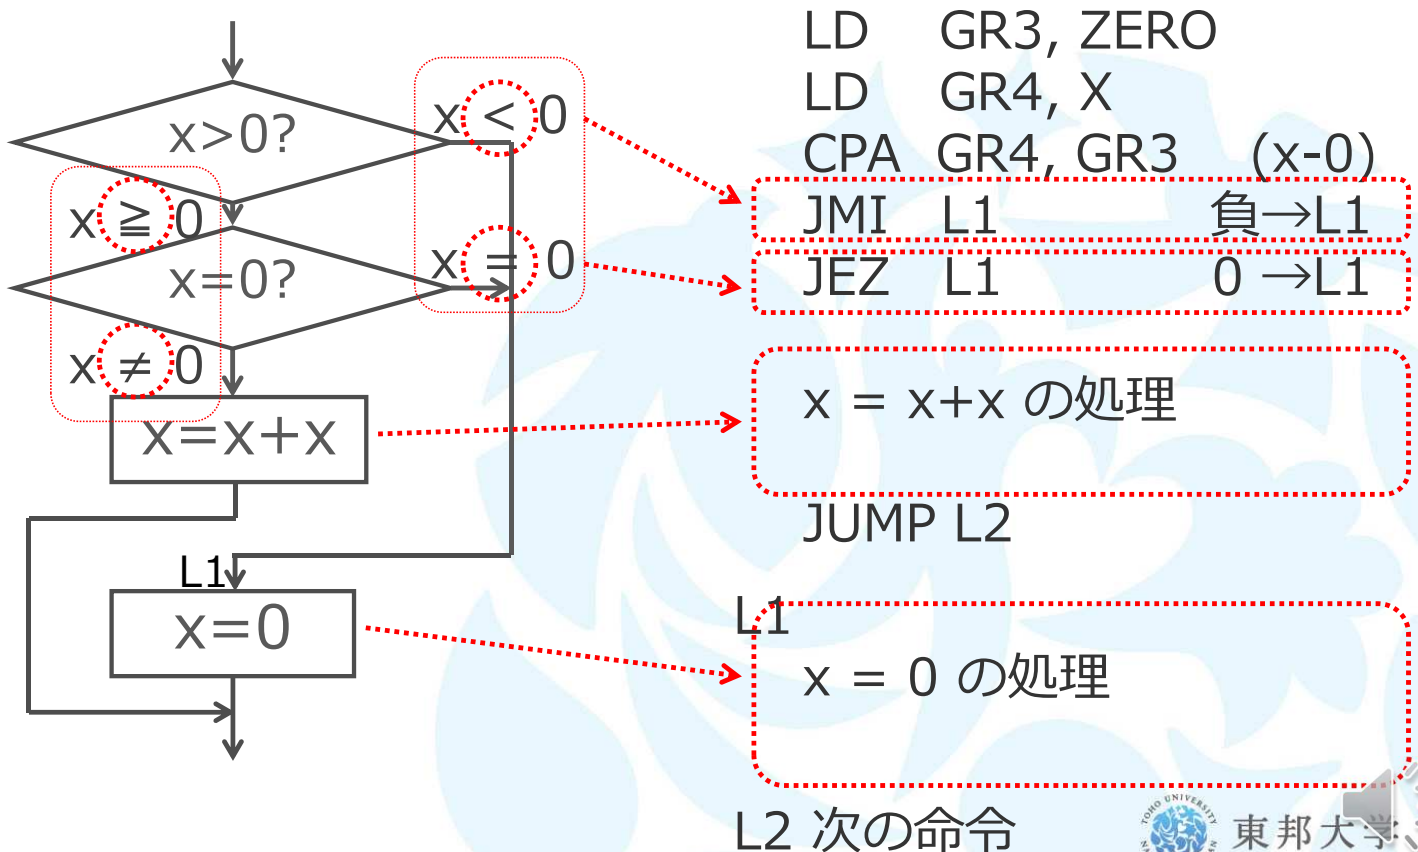 x>0?
x < 0
x ≧ 0
x=0?
x = 0
x ≠ 0
x=x+x
L1
x=0
LD GR3, ZERO
LD GR4, X
CPA GR4, GR3 (x-0)
JMI L1 負→L1
JEZ L1 0 →L1
x = x+x の処理
JUMP L2
L1
x = 0 の処理
L2 次の命令
TOHO UNIVERSITY
東邦大学